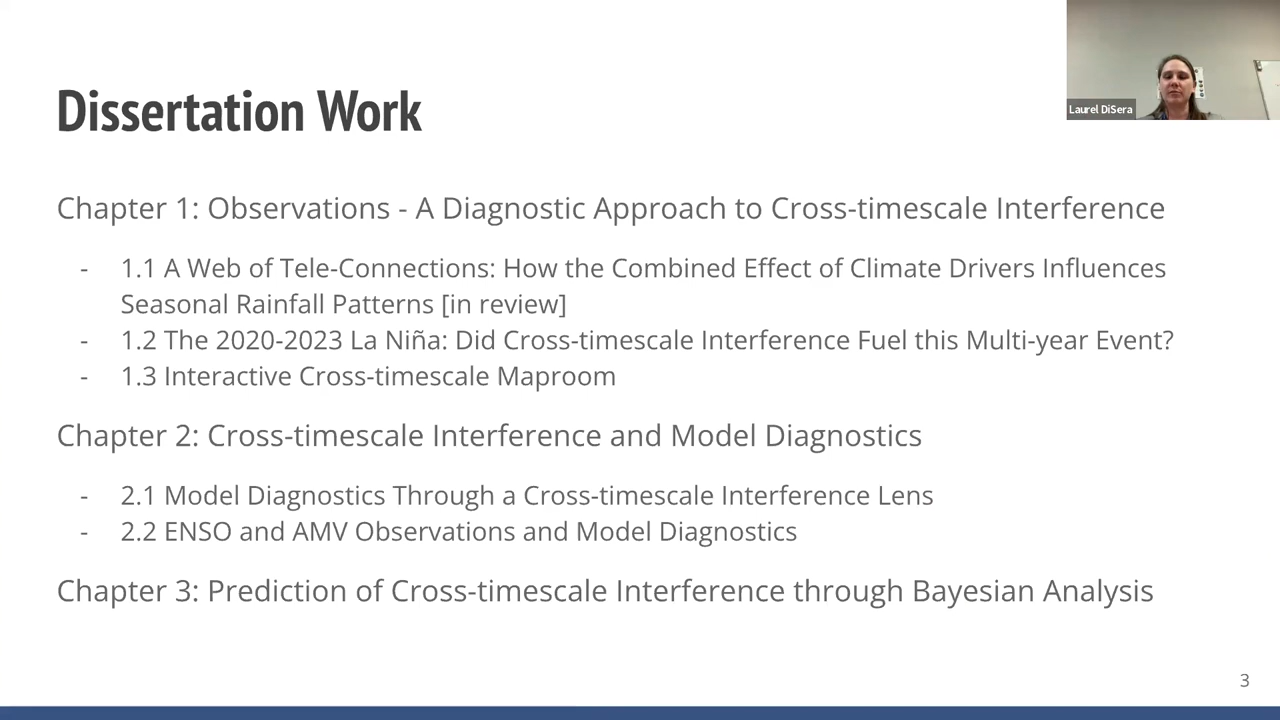 Laurel DiSera
Dissertation Work
Chapter 1: Observations - A Diagnostic Approach to Cross-timescale Interference
- 1.1 A Web of Tele-Connections: How the Combined Effect of Climate Drivers Influences
Seasonal Rainfall Patterns [in review]
- 1.2 The 2020-2023 La Niña: Did Cross-timescale Interference Fuel this Multi-year Event?
- 1.3 Interactive Cross-timescale Maproom
Chapter 2: Cross-timescale Interference and Model Diagnostics
- 2.1 Model Diagnostics Through a Cross-timescale Interference Lens
- 2.2 ENSO and AMV Observations and Model Diagnostics
Chapter 3: Prediction of Cross-timescale Interference through Bayesian Analysis
3